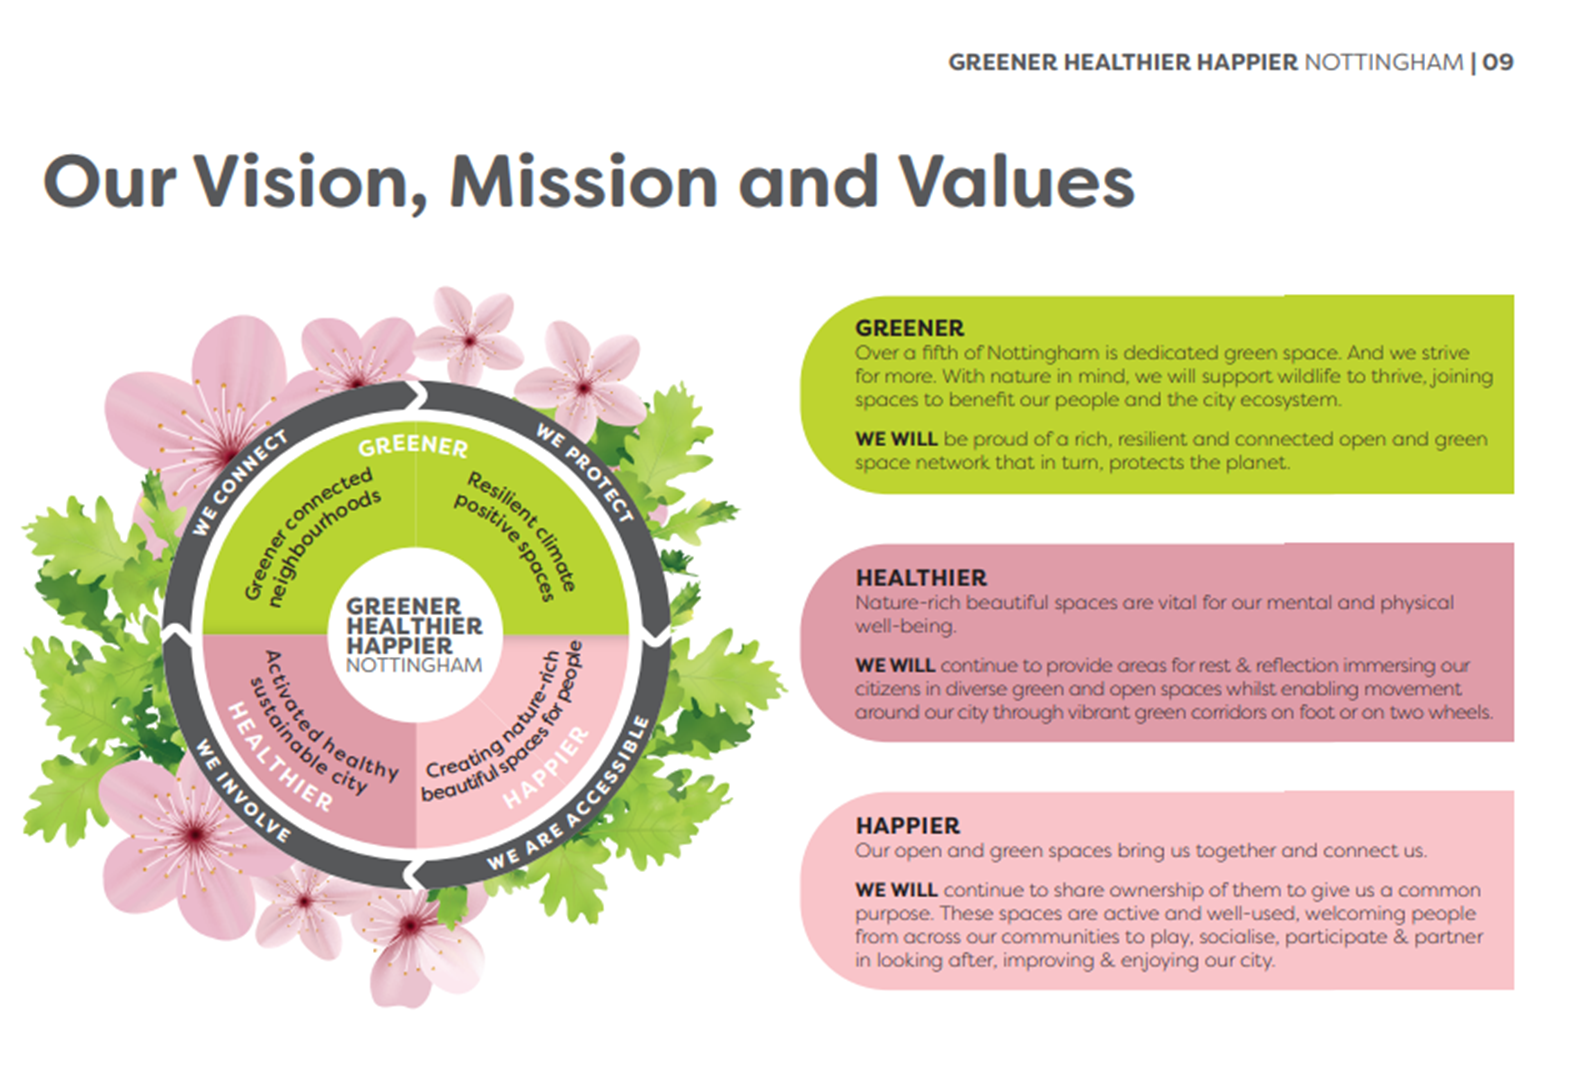 GREENER HEALTHIER HAPPIER NOTTINGHAM | 09
Our Vision, Mission and Values
WE CONNECT
WE PROTECT
WE INVOLVE
WE ARE ACCESSIBLE
GREENER
Greener connected
neighbourhoods
Resilient climate
positive spaces
GREENER
HEALTHIER
HAPPIER
NOTTINGHAM
Activated healthy
sustainable city
HEALTHIER
Creating nature-rich
beautiful spaces for people
HAPPIER
GREENER
Over a fifth of Nottingham is dedicated green space. And we strive
for more. With nature in mind, we will support wildlife to thrive, joining
spaces to benefit our people and the city ecosystem.
WE WILL be proud of a rich, resilient and connected open and green
space network that in turn, protects the planet.
HEALTHIER
Nature-rich beautiful spaces are vital for our mental and physical
well-being.
WE WILL continue to provide areas for rest & reflection immersing our
citizens in diverse green and open spaces whilst enabling movement
around our city through vibrant green corridors on foot or on two wheels.
HAPPIER
Our open and green spaces bring us together and connect us.
WE WILL continue to share ownership of them to give us a common
purpose. These spaces are active and well-used, welcoming people
from across our communities to play, socialise, participate & partner
in looking after, improving & enjoying our city.